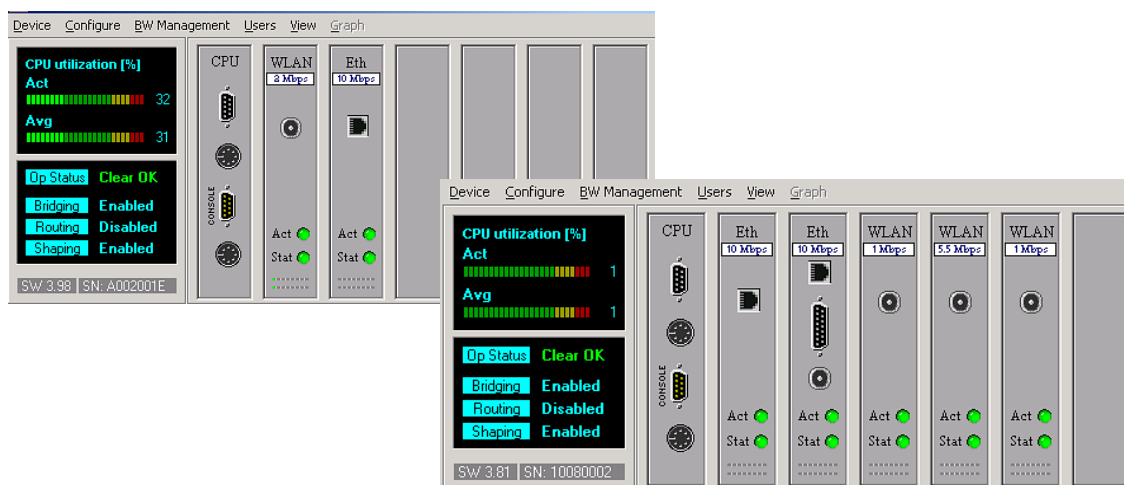 Device Configure BW Management Users View Graph
CPU utilization [%]
Act
32
Avg
31
Op Status Clear OK
Bridging Enabled
Routing Disabled
Shaping Enabled
SW 3.98 SN: A002001E
CPU
CONSOLE
WLAN
2 Mbps
Act
Stat
Eth
10 Mbps
Act
Stat
Device Configure BW Management Users View Graph
CPU utilization [%]
Act
1
Avg
1
Op Status Clear OK
Bridging Enabled
Routing Disabled
Shaping Enabled
SW 3.81 SN: 10080002
CPU
CONSOLE
Eth
10 Mbps
Act
Stat
Eth
10 Mbps
Act
Stat
WLAN
1 Mbps
Act
Stat
WLAN
5.5 Mbps
Act
Stat
WLAN
1 Mbps
Act
Stat